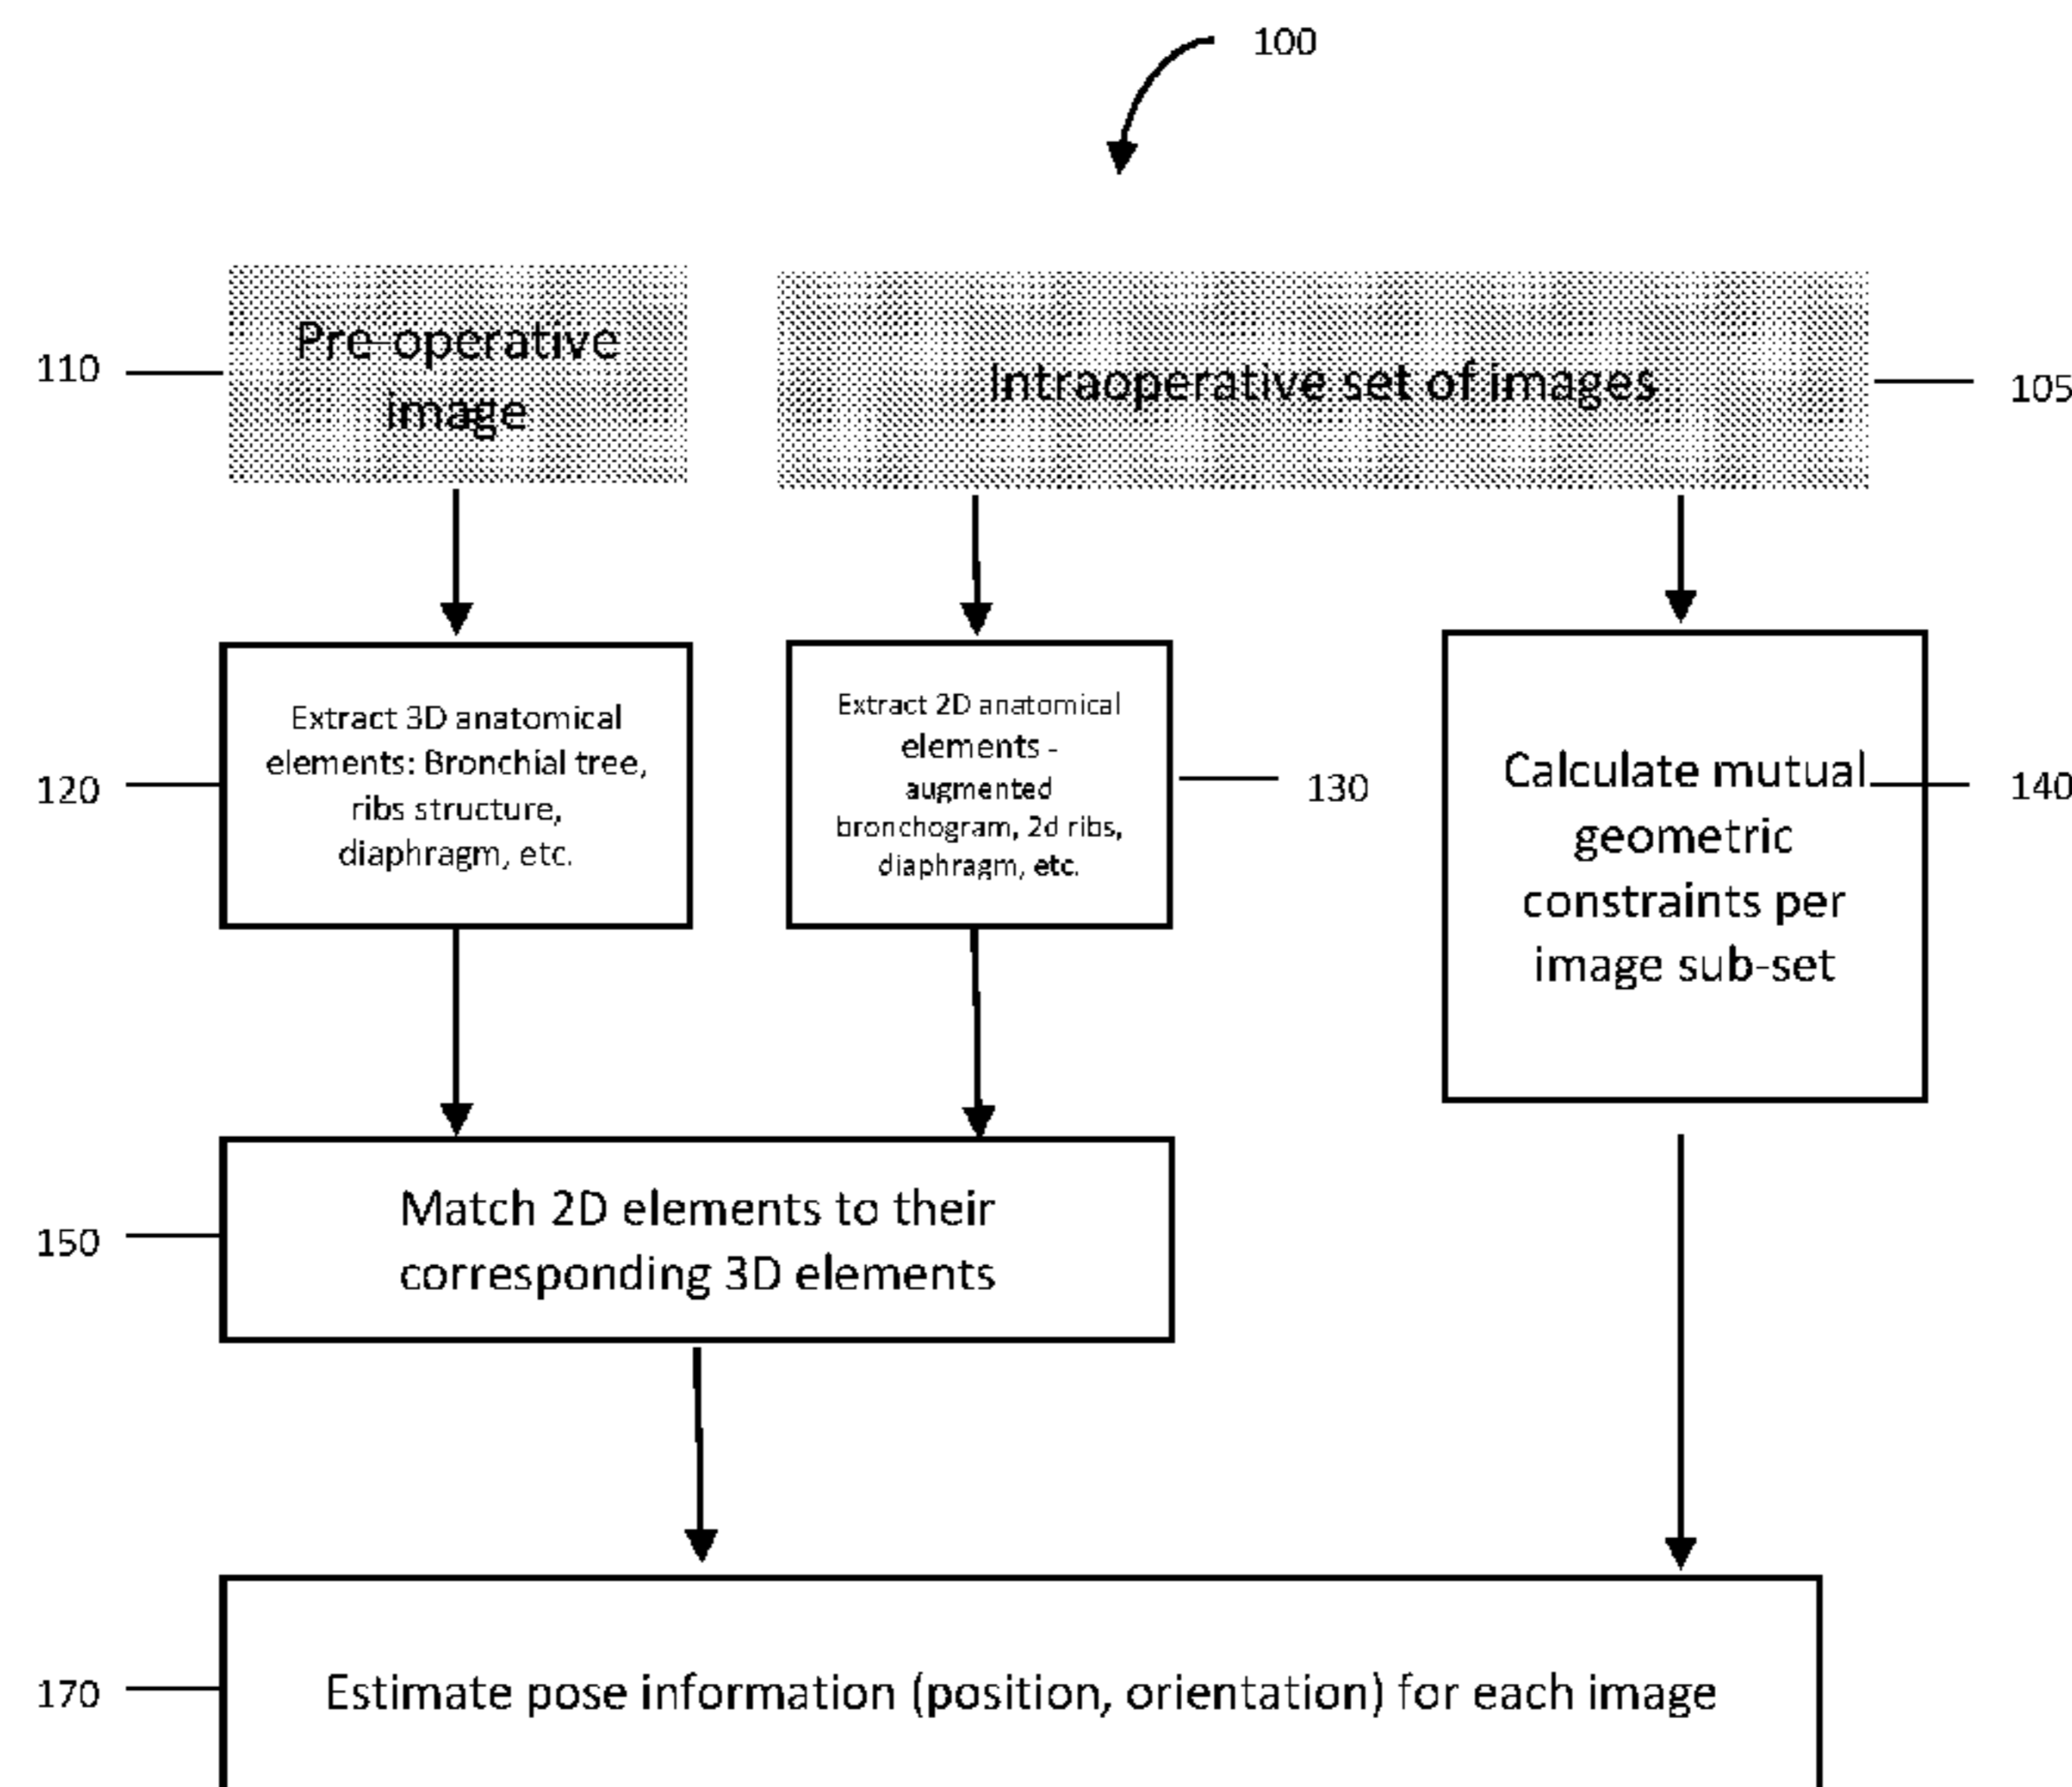 100
110
Pre-operative
image
Intraoperative set of images
105
120
Extract 3D anatomical
elements: Bronchial tree,
ribs structure,
diaphragm, etc.
Extract 2D anatomical
elements -
augmented
bronchogram, 2d ribs,
diaphragm, etc.
130
Calculate mutual
geometric
constraints per
image sub-set
140
150
Match 2D elements to their
corresponding 3D elements
170
Estimate pose information (position, orientation) for each image